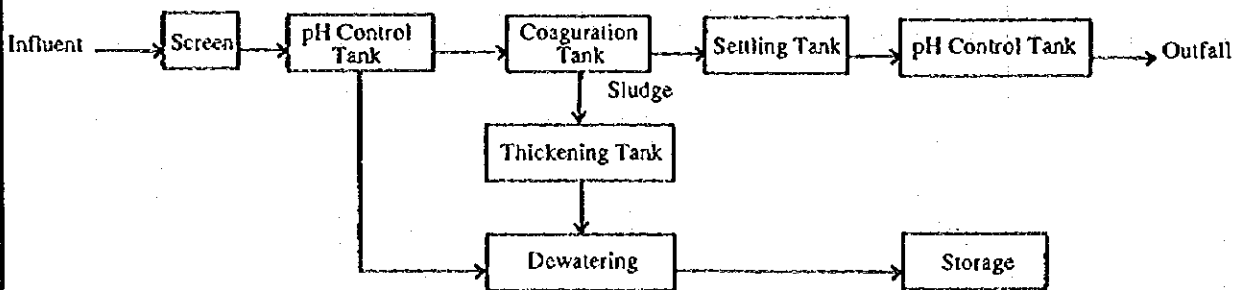 Influent
Screen
pH Control
Tank
Coaguration
Tank
Settling Tank
pH Control Tank
Outfall
Sludge
Thickening Tank
Dewatering
Storage